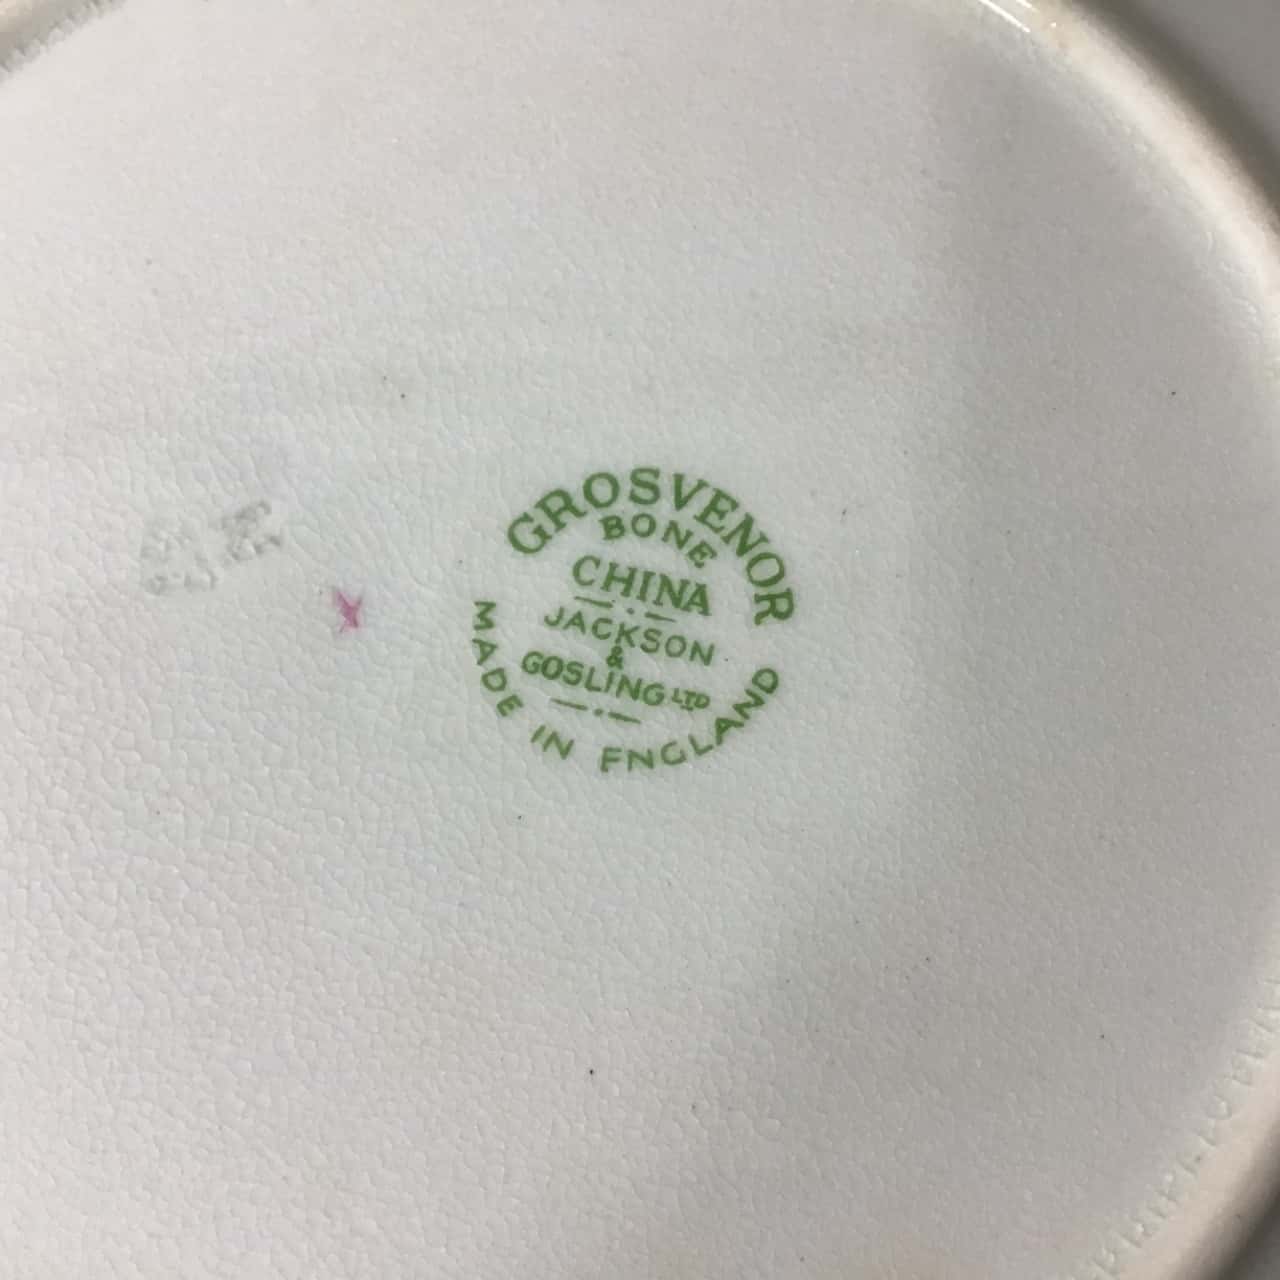 GROSVENOR
BONE
CHINA
JACKSON
&
GOSLING LTD
MADE IN ENGLAND